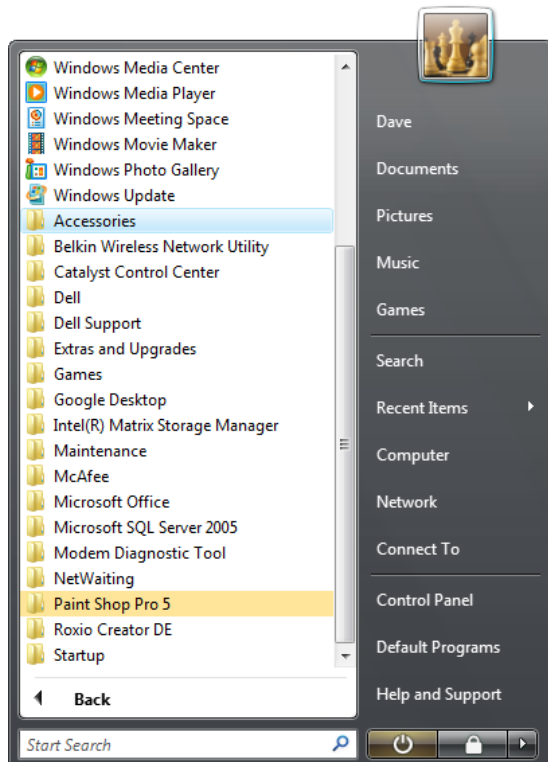 Windows Media Center
Windows Media Player
Windows Meeting Space
Windows Movie Maker
Windows Photo Gallery
Windows Update
Accessories
Belkin Wireless Network Utility
Catalyst Control Center
Dell
Dell Support
Extras and Upgrades
Games
Google Desktop
Intel(R) Matrix Storage Manager
Maintenance
McAfee
Microsoft Office
Microsoft SQL Server 2005
Modem Diagnostic Tool
NetWaiting
Paint Shop Pro 5
Roxio Creator DE
Startup
Back
Start Search
Dave
Documents
Pictures
Music
Games
Search
Recent Items
Computer
Network
Connect To
Control Panel
Default Programs
Help and Support